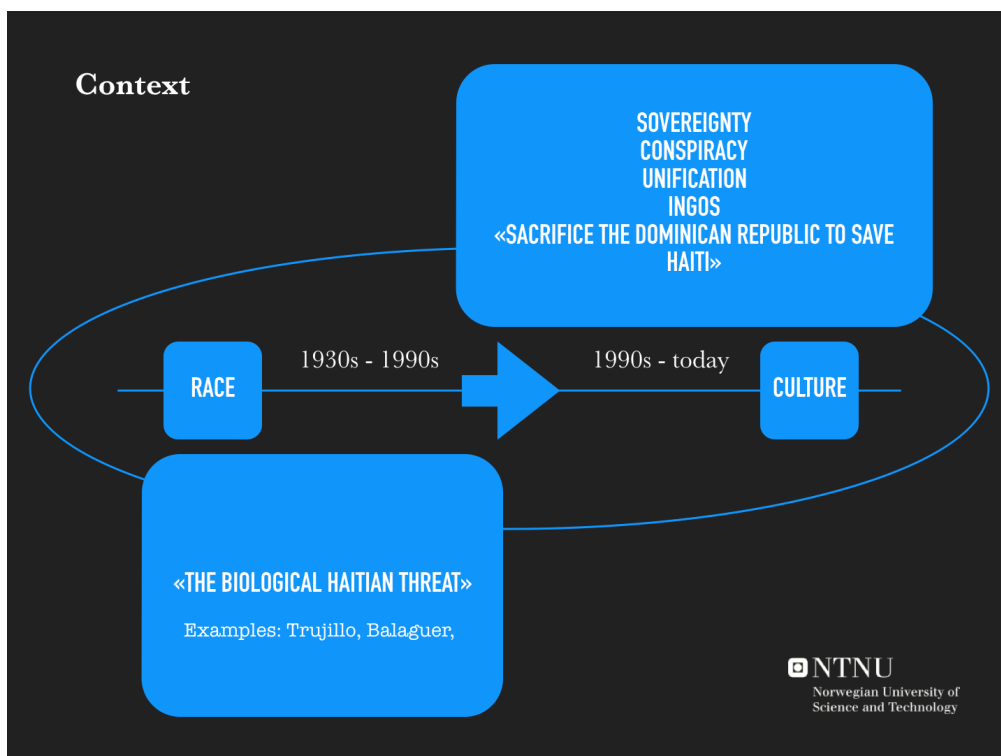 Context
SOVEREIGNTY
CONSPIRACY
UNIFICATION
INGOS
«SACRIFICE THE DOMINICAN REPUBLIC TO SAVE
HAITI»
RACE
1930s - 1990s
1990s - today
CULTURE
«THE BIOLOGICAL HAITIAN THREAT»
Examples: Trujillo, Balaguer,
NTNU
Norwegian University of
Science and Technology